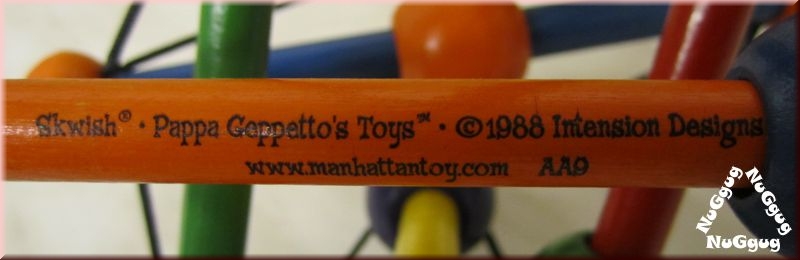 Skwish® · Pappa Geppetto's Toys™ · ©1988 Intension Designs
www.manhattantoy.com AA9
NuGgug
NuGgug
NuGgug